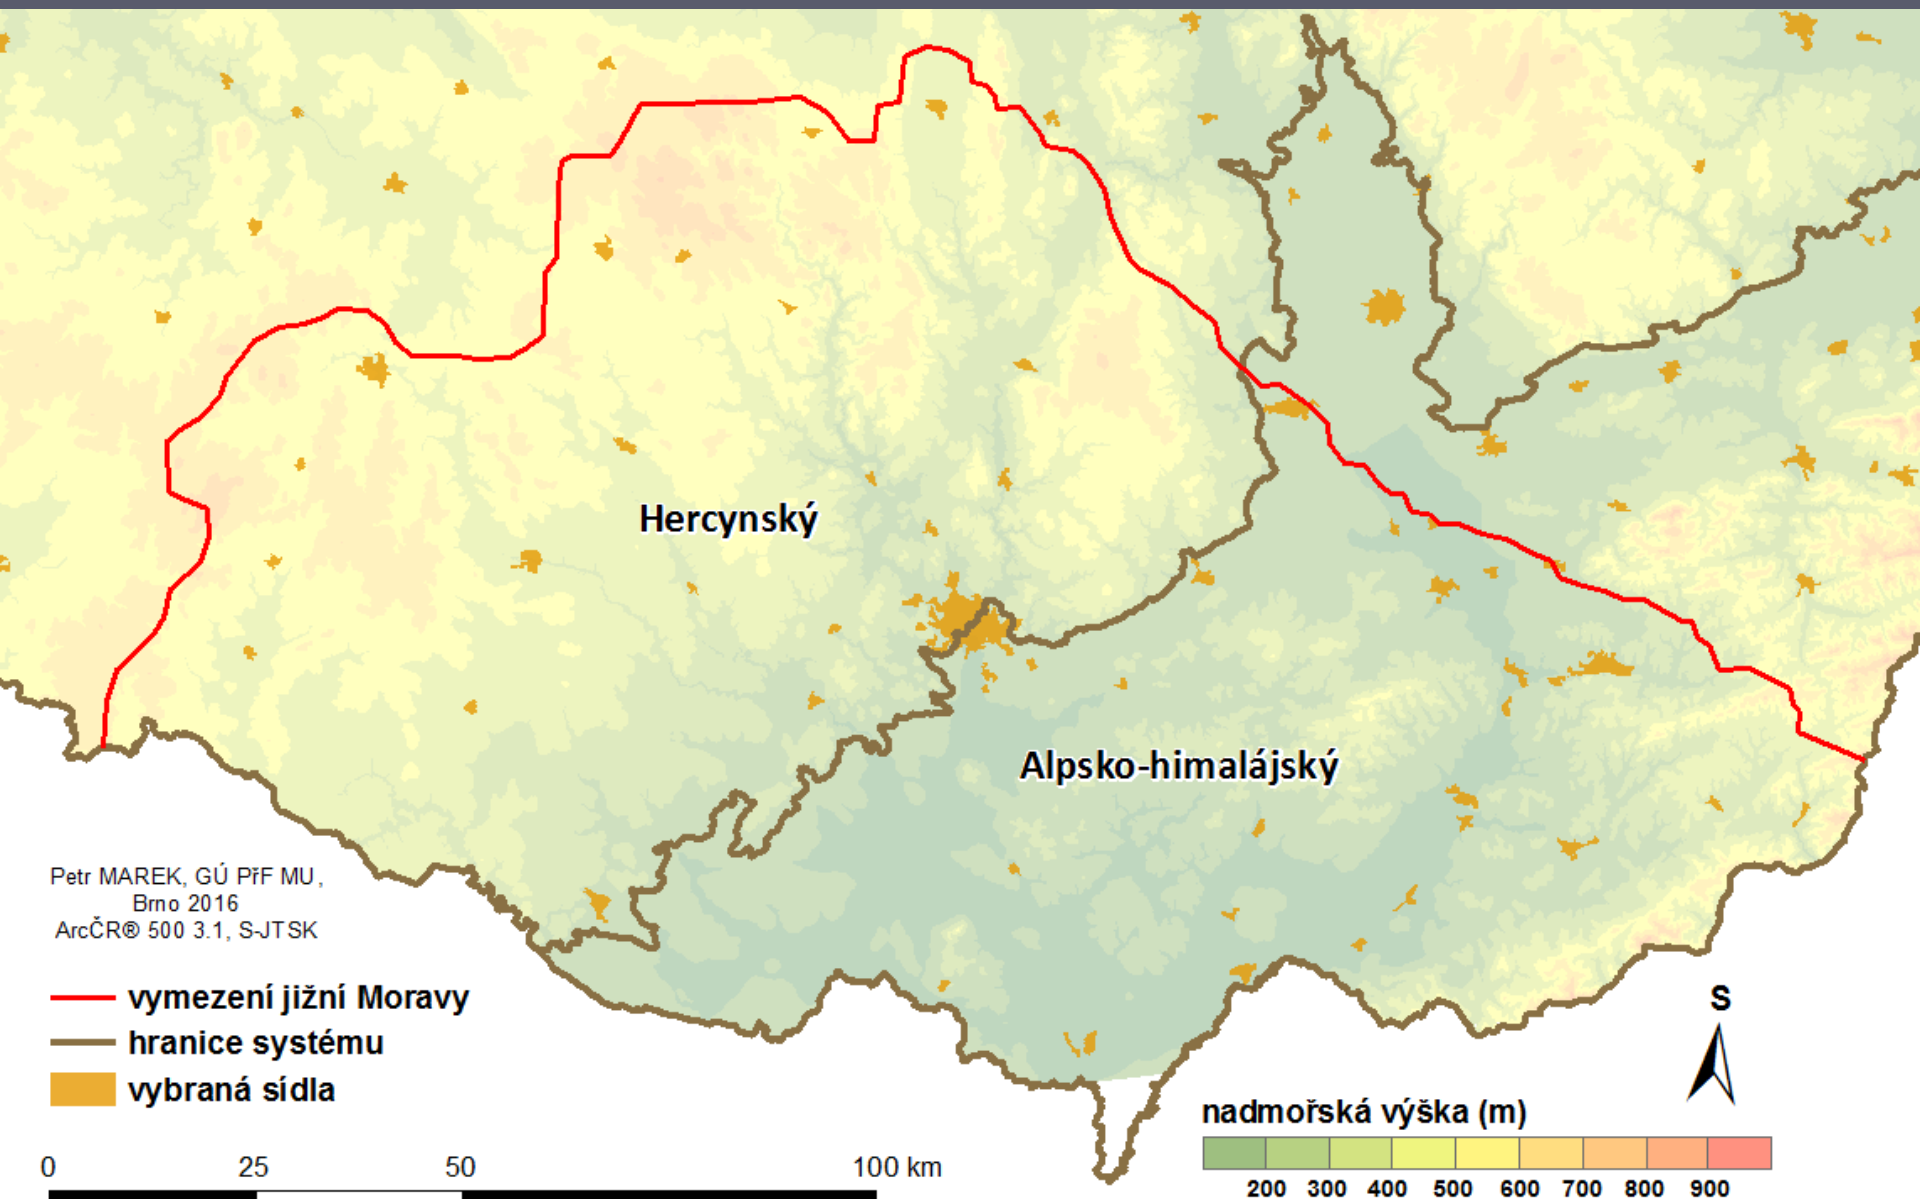 Hercynský
Alpsko-himalájský
Petr MAREK, GÚ PřF MU,
Brno 2016
ArcČR® 500 3.1, S-JTSK
vymezení jižní Moravy
hranice systému
vybraná sídla
0 25 50 100 km
S
nadmořská výška (m)
200 300 400 500 600 700 800 900